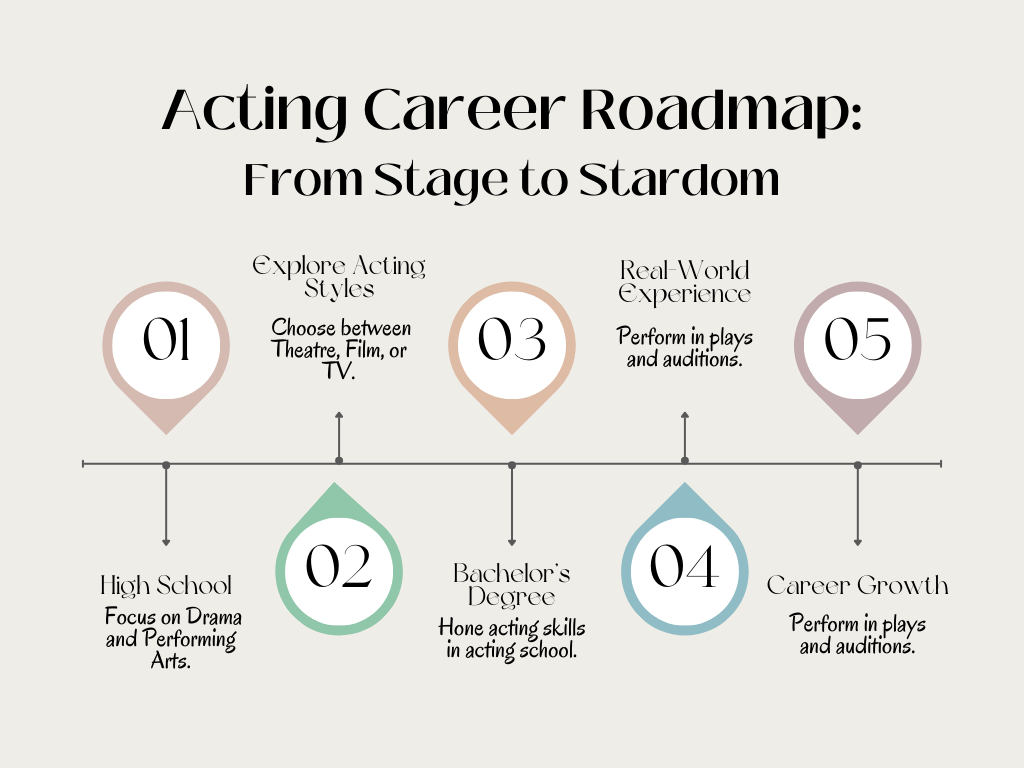 Acting Career Roadmap:
From Stage to Stardom
01
High School
Focus on Drama
and Performing
Arts.
Explore Acting
Styles
Choose between
Theatre, Film, or
TV.
02
03
Bachelor's
Degree
Hone acting skills
in acting school.
Real-World
Experience
Perform in plays
and auditions.
04
05
Career Growth
Perform in plays
and auditions.